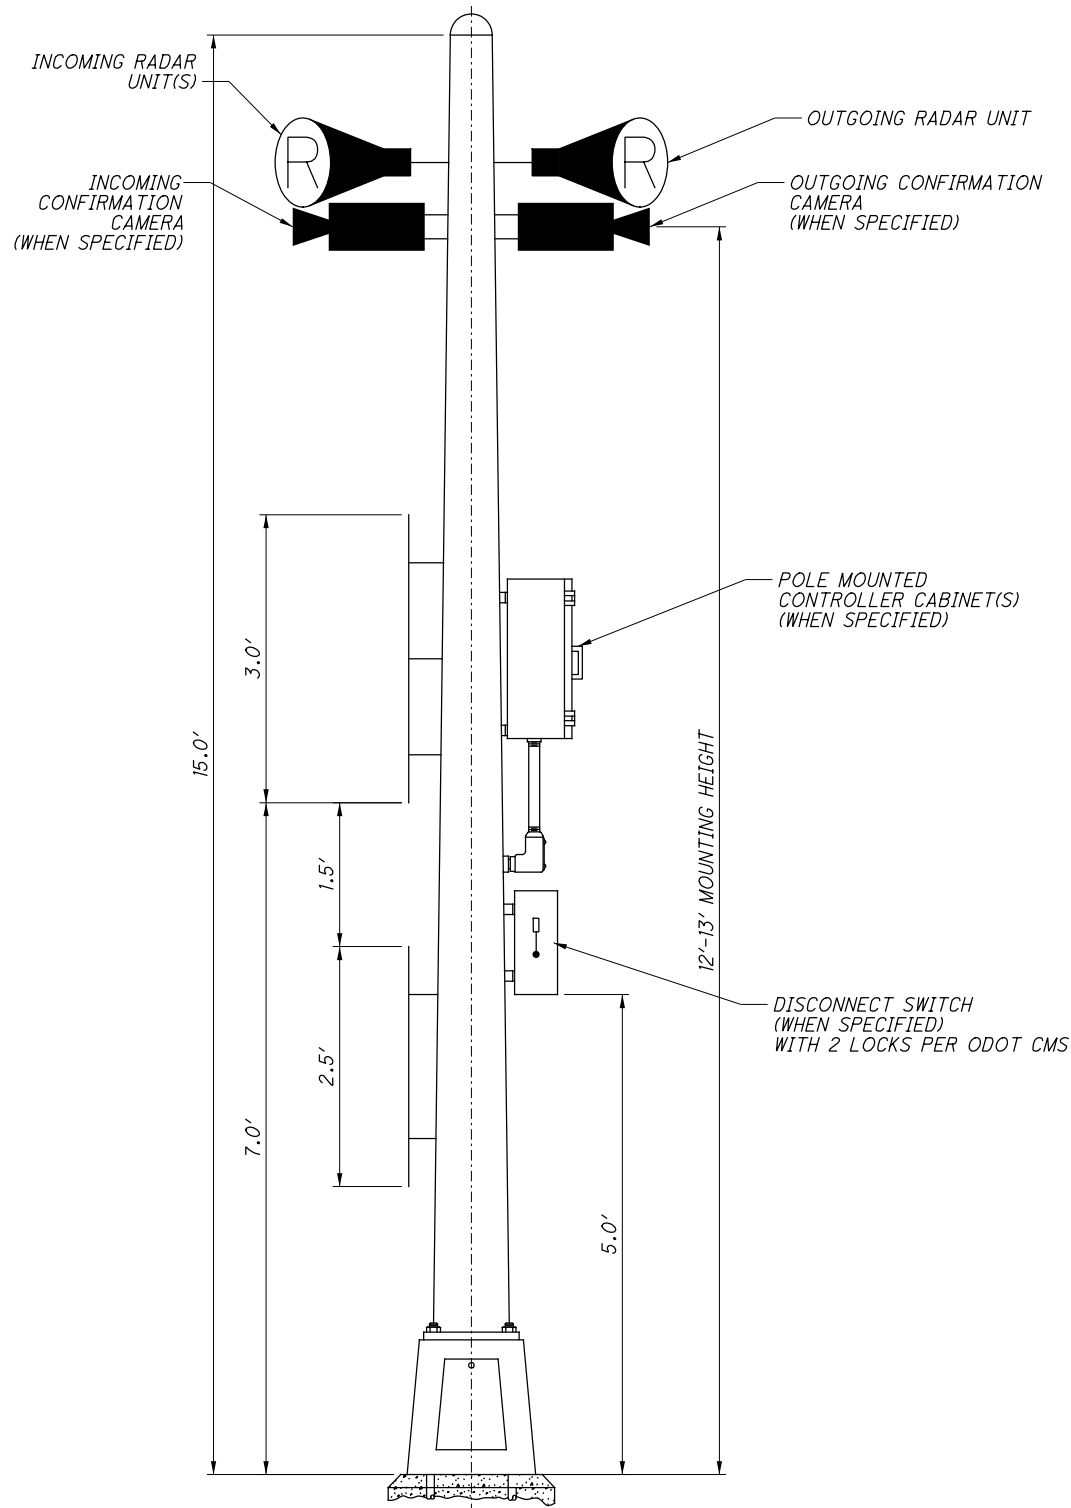 INCOMING RADAR
UNIT(S)
OUTGOING RADAR UNIT
R
R
INCOMING
CONFIRMATION
CAMERA
(WHEN SPECIFIED)
OUTGOING CONFIRMATION
CAMERA
(WHEN SPECIFIED)
POLE MOUNTED
CONTROLLER CABINET(S)
(WHEN SPECIFIED)
3.0'
15.0'
12'-13' MOUNTING HEIGHT
1.5'
DISCONNECT SWITCH
(WHEN SPECIFIED)
WITH 2 LOCKS PER ODOT CMS
2.5'
7.0'
5.0'